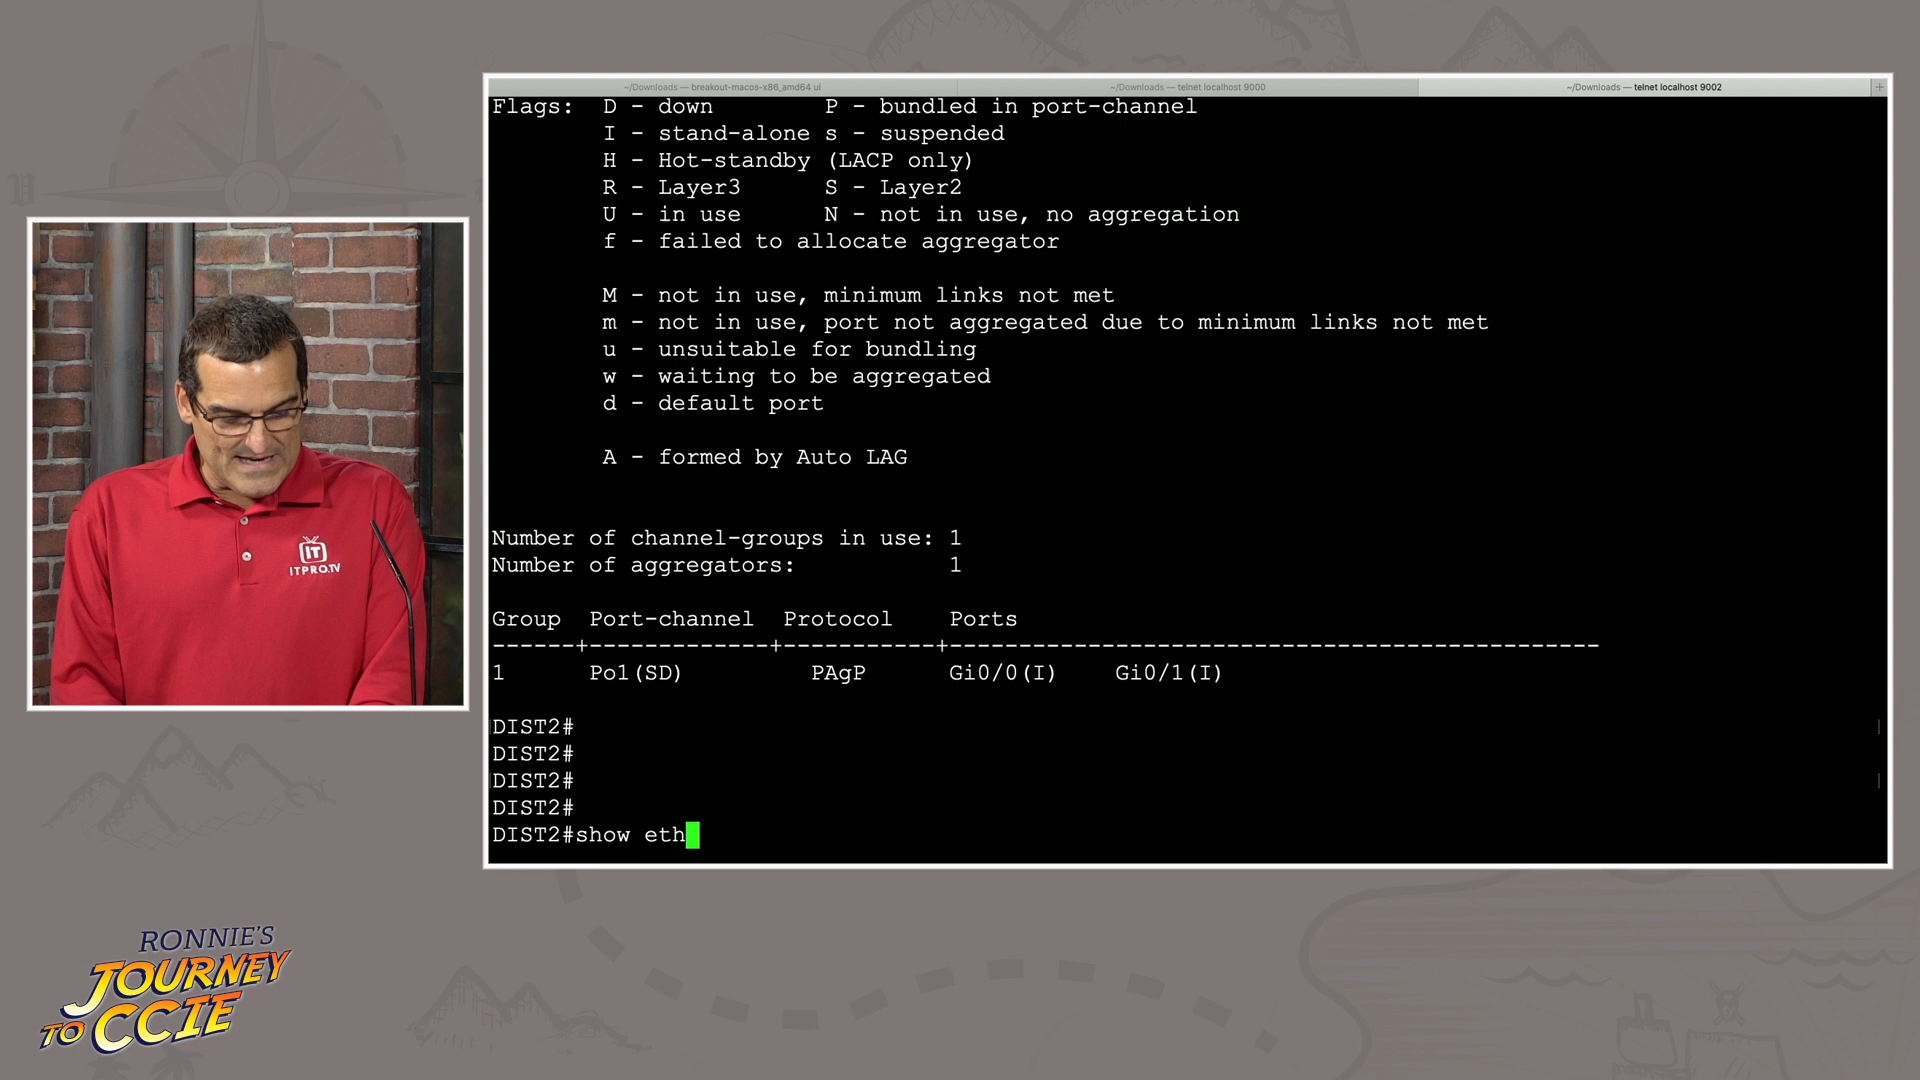 ~/Downloads — breakout-macos-x86_amd64 ui
~/Downloads — telnet localhost 9000
~/Downloads — telnet localhost 9002
+
Flags:  D - down        P - bundled in port-channel
        I - stand-alone s - suspended
        H - Hot-standby (LACP only)
        R - Layer3      S - Layer2
        U - in use      N - not in use, no aggregation
        f - failed to allocate aggregator
        M - not in use, minimum links not met
        m - not in use, port not aggregated due to minimum links not met
        u - unsuitable for bundling
        w - waiting to be aggregated
        d - default port
        A - formed by Auto LAG
Number of channel-groups in use: 1
Number of aggregators:           1
Group  Port-channel  Protocol    Ports
------+-------------+-----------+-----------------------------------------------
1      Po1(SD)         PAgP      Gi0/0(I)    Gi0/1(I)
DIST2#
DIST2#
DIST2#
DIST2#
DIST2#show eth
IT
ITPRO.TV
RONNIE'S
JOURNEY
TO CCIE